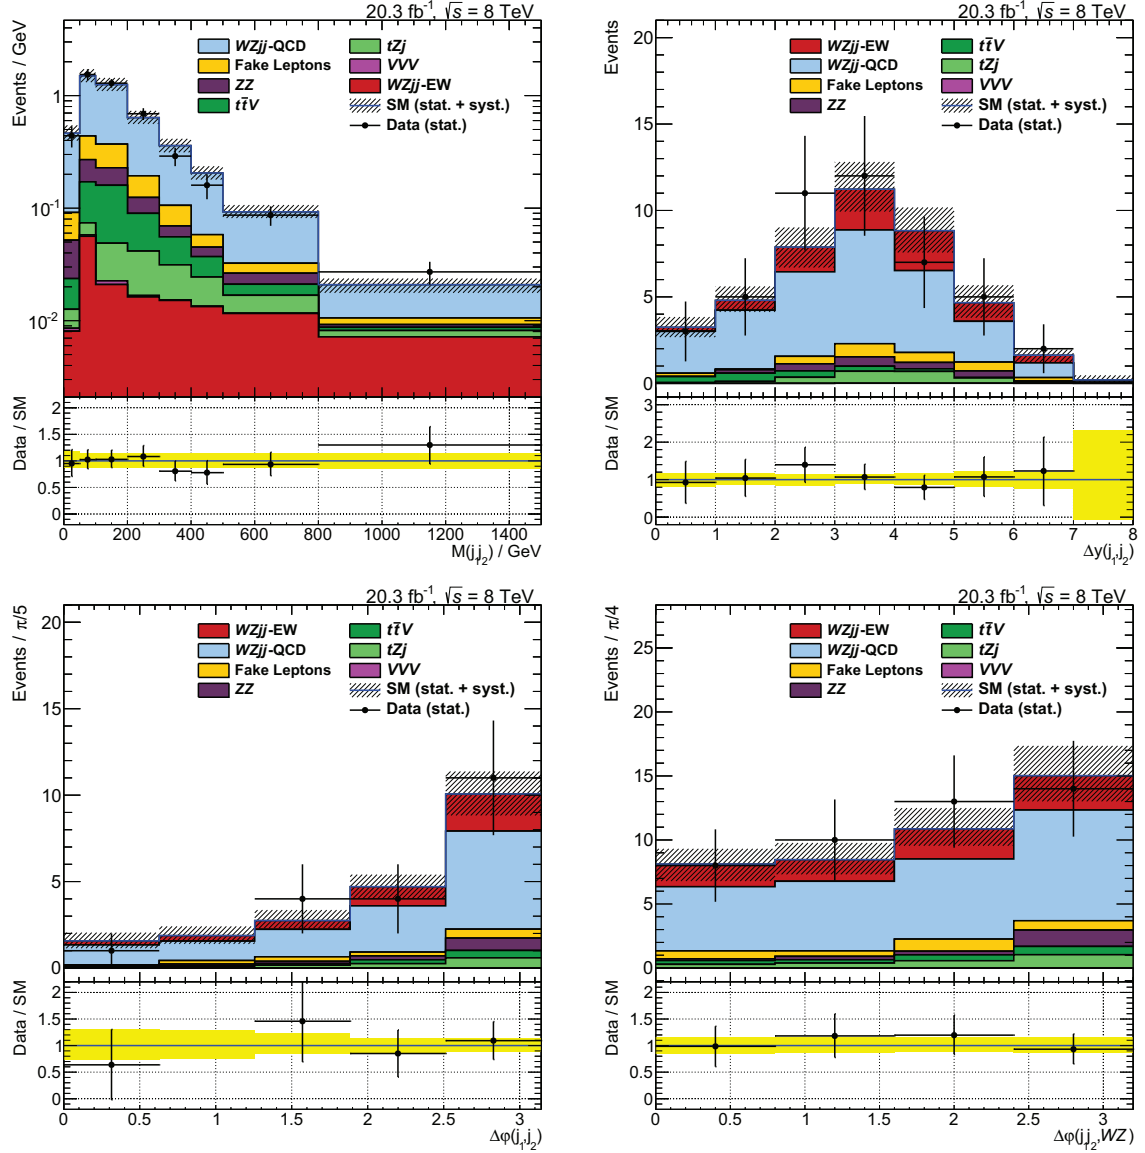 20.3 fb⁻¹, √s = 8 TeV
Events / GeV
WZjj-QCD
Fake Leptons
ZZ
tt̄V
tZj
VVV
WZjj-EW
SM (stat. + syst.)
Data (stat.)
1
10⁻¹
10⁻²
Data / SM
2
1.5
1
0.5
0
0 200 400 600 800 1000 1200 1400
M(j₁j₂) / GeV
20.3 fb⁻¹, √s = 8 TeV
Events
WZjj-EW
WZjj-QCD
Fake Leptons
ZZ
tt̄V
tZj
VVV
SM (stat. + syst.)
Data (stat.)
20
15
10
5
0
Data / SM
3
2
1
0
0 1 2 3 4 5 6 7 8
Δy(j₁,j₂)
20.3 fb⁻¹, √s = 8 TeV
Events / π/5
WZjj-EW
WZjj-QCD
Fake Leptons
ZZ
tt̄V
tZj
VVV
SM (stat. + syst.)
Data (stat.)
20
15
10
5
0
Data / SM
2
1.5
1
0.5
0
0 0.5 1 1.5 2 2.5 3
Δφ(j₁,j₂)
20.3 fb⁻¹, √s = 8 TeV
Events / π/4
WZjj-EW
WZjj-QCD
Fake Leptons
ZZ
tt̄V
tZj
VVV
SM (stat. + syst.)
Data (stat.)
25
20
15
10
5
0
Data / SM
2
1.5
1
0.5
0
0 0.5 1 1.5 2 2.5 3
Δφ(j₁j₂,WZ)